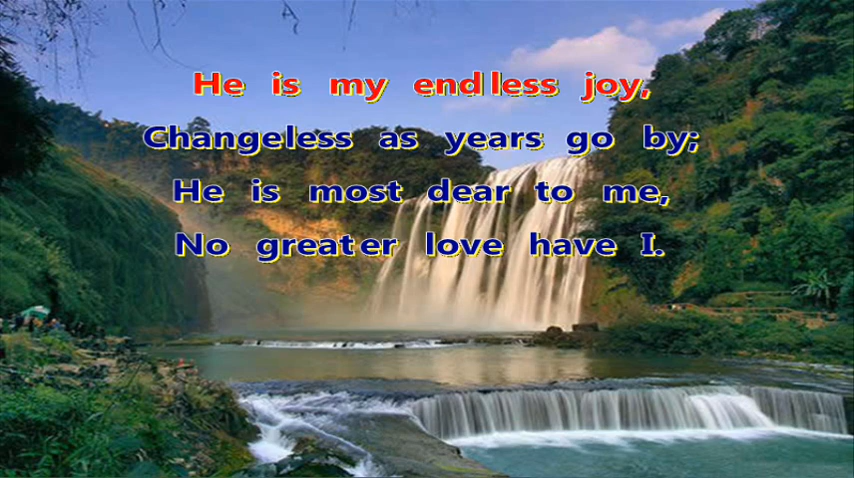 He is my endless joy,
Changeless as years go by;
He is most dear to me,
No greater love have I.